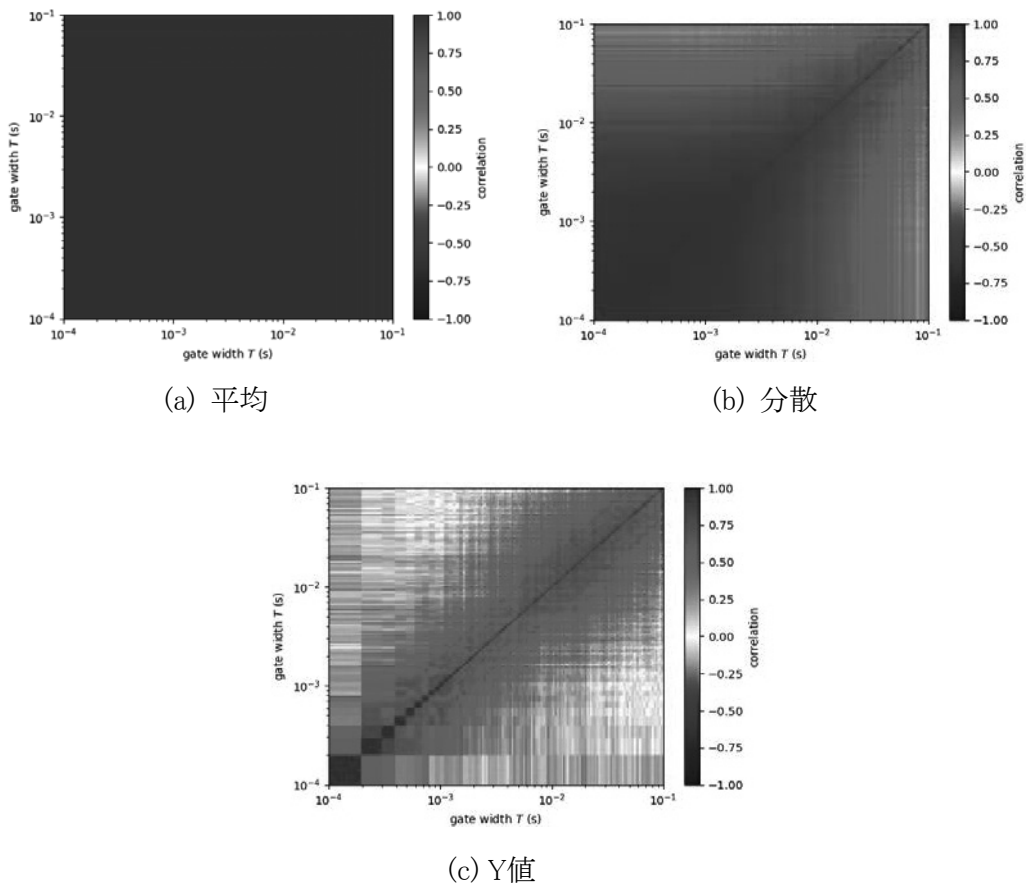 10⁻¹
10⁻²
10⁻³
10⁻⁴
gate width T (s)
10⁻⁴ 10⁻³ 10⁻² 10⁻¹
gate width T (s)
1.00
0.75
0.50
0.25
0.00
−0.25
−0.50
−0.75
−1.00
correlation
(a) 平均
10⁻¹
10⁻²
10⁻³
10⁻⁴
gate width T (s)
10⁻⁴ 10⁻³ 10⁻² 10⁻¹
gate width T (s)
1.00
0.75
0.50
0.25
0.00
−0.25
−0.50
−0.75
−1.00
correlation
(b) 分散
10⁻¹
10⁻²
10⁻³
10⁻⁴
gate width T (s)
10⁻⁴ 10⁻³ 10⁻² 10⁻¹
gate width T (s)
1.00
0.75
0.50
0.25
0.00
−0.25
−0.50
−0.75
−1.00
correlation
(c) Y値